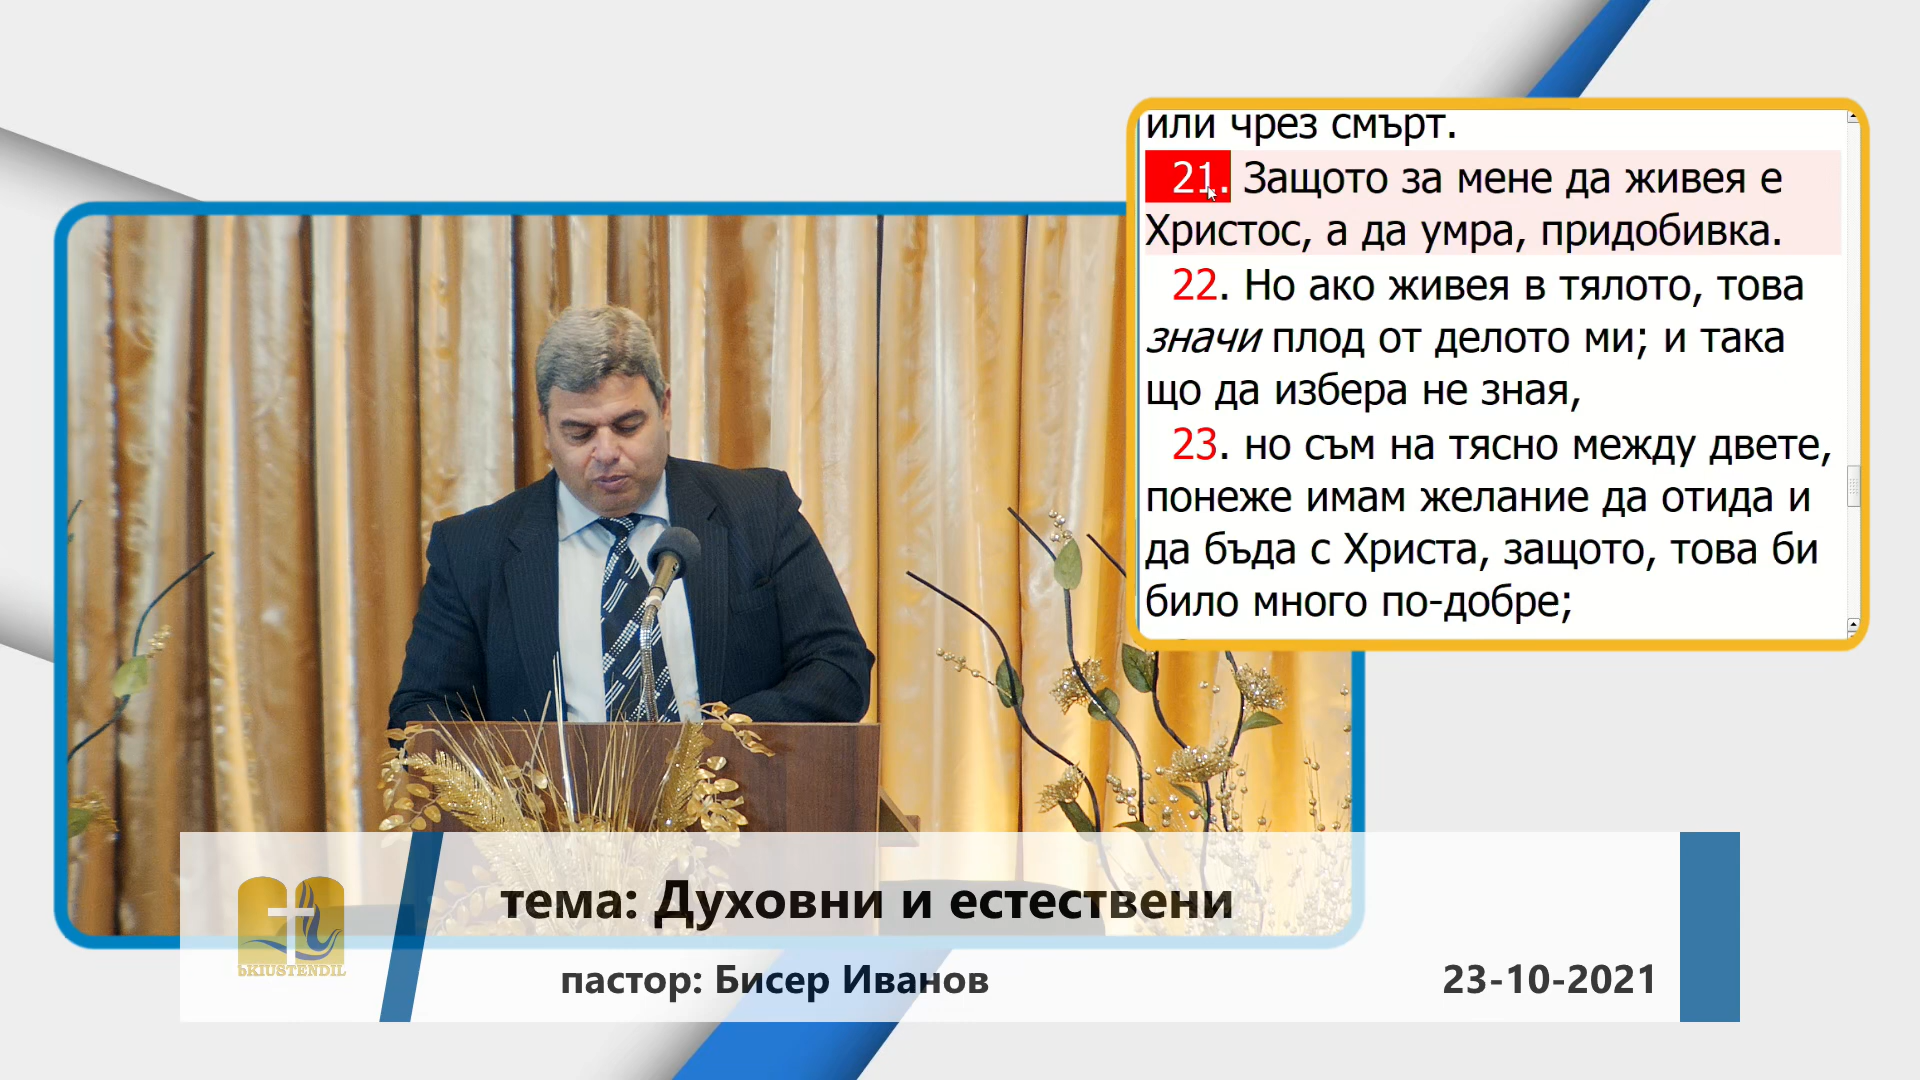 или чрез смърт.
21. Защото за мене да живея е
Христос, а да умра, придобивка.
22. Но ако живея в тялото, това
значи плод от делото ми; и така
що да избера не зная,
23. но съм на тясно между двете,
понеже имам желание да отида и
да бъда с Христа, защото, това би
било много по-добре;
тема: Духовни и естествени
bKIUSTENDIL
пастор: Бисер Иванов
23-10-2021